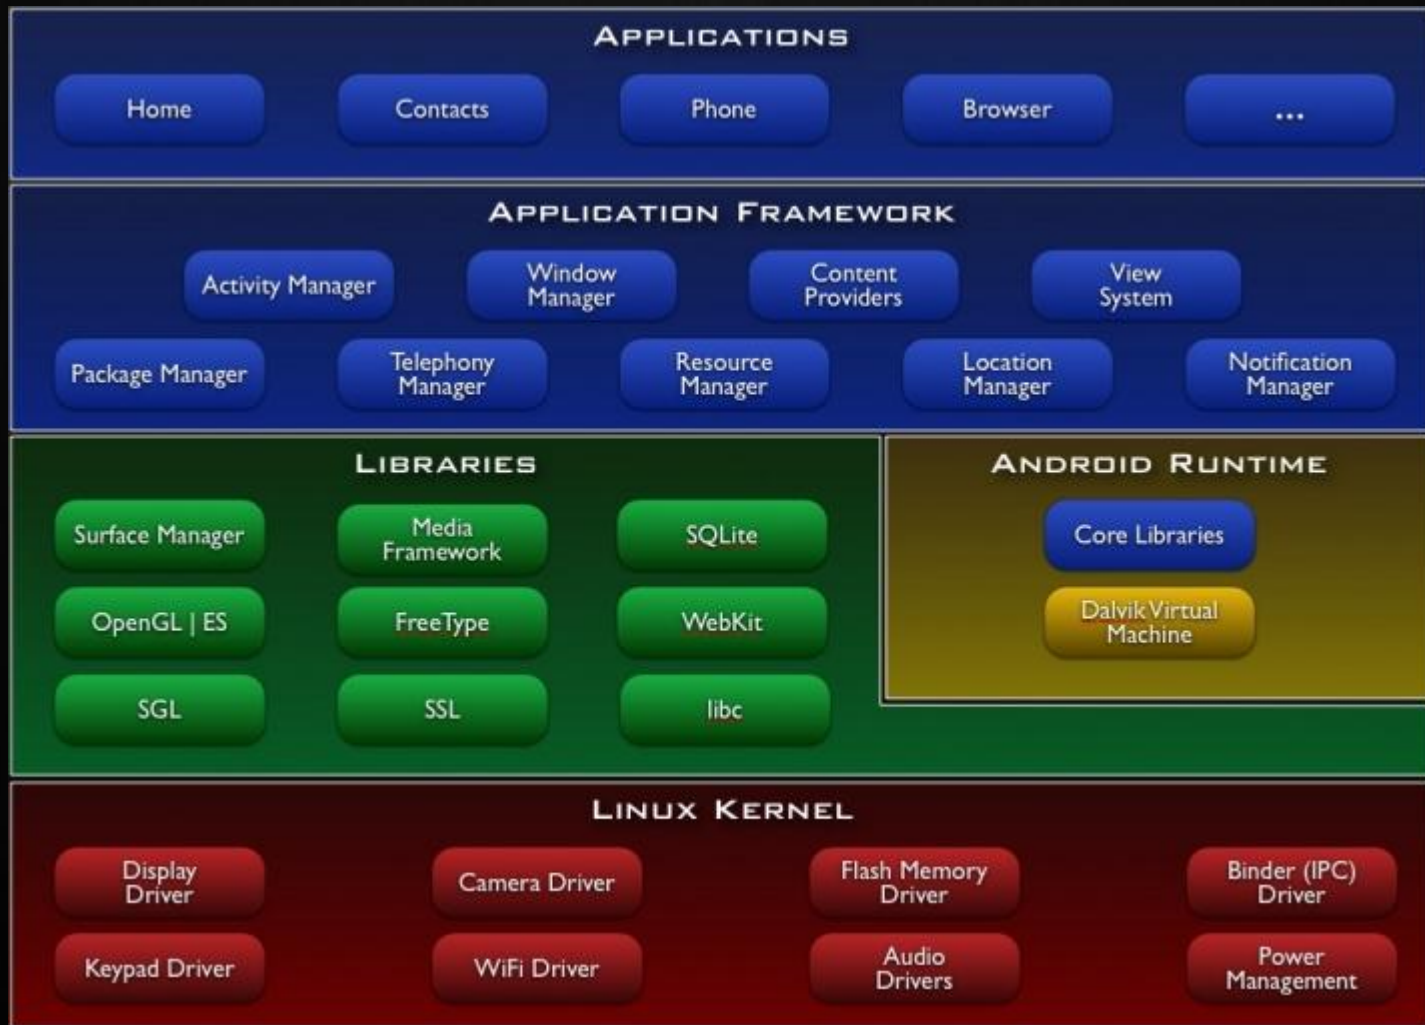 APPLICATIONS
Home
Contacts
Phone
Browser
...
APPLICATION FRAMEWORK
Activity Manager
Window
Manager
Content
Providers
View
System
Package Manager
Telephony
Manager
Resource
Manager
Location
Manager
Notification
Manager
LIBRARIES
Surface Manager
Media
Framework
SQLite
OpenGL | ES
FreeType
WebKit
SGL
SSL
libc
ANDROID RUNTIME
Core Libraries
Dalvik Virtual
Machine
LINUX KERNEL
Display
Driver
Camera Driver
Flash Memory
Driver
Binder (IPC)
Driver
Keypad Driver
WiFi Driver
Audio
Drivers
Power
Management